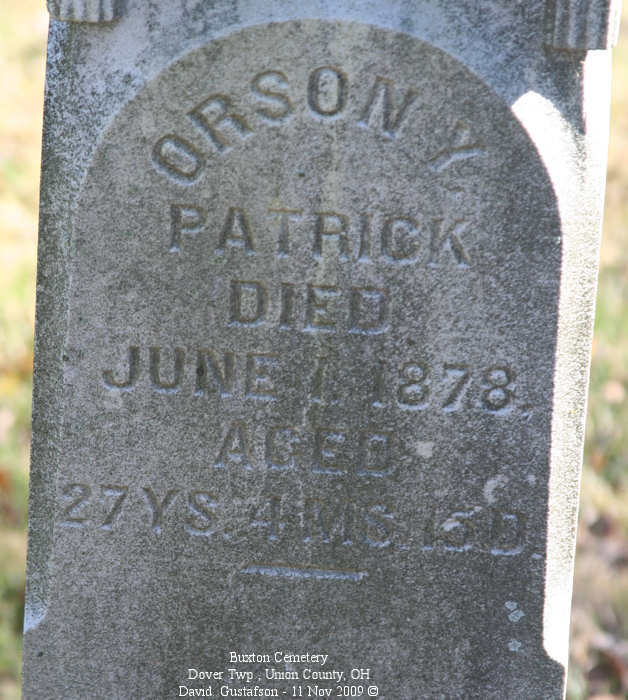 ORSON Y.
PATRICK
DIED
JUNE 1, 1878,
AGED
27 YS. 4 MS. 13 D.
Buxton Cemetery
Dover Twp , Union County, OH
David Gustafson - 11 Nov 2009 ©